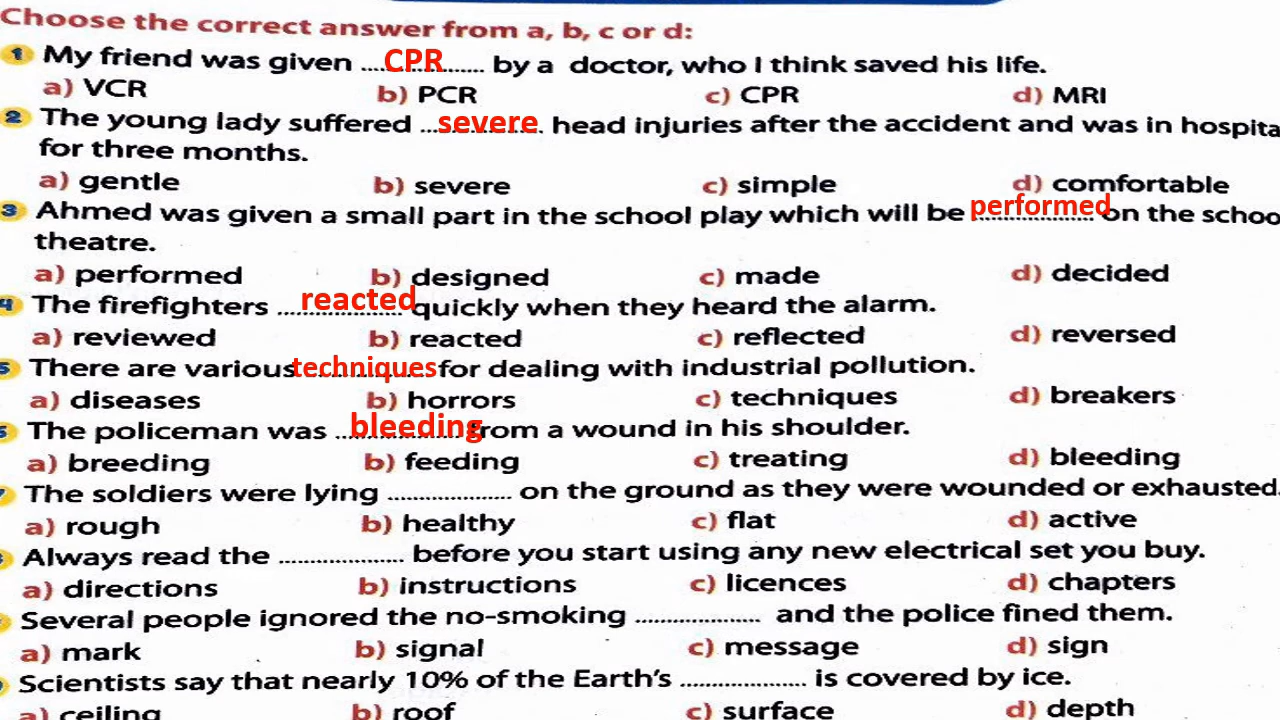 Choose the correct answer from a, b, c or d:
1 My friend was given ....CPR.... by a doctor, who I think saved his life.
a) VCR b) PCR c) CPR d) MRI
2 The young lady suffered ....severe.... head injuries after the accident and was in hospita
for three months.
a) gentle b) severe c) simple d) comfortable
3 Ahmed was given a small part in the school play which will be performed on the schoo
theatre.
a) performed b) designed c) made d) decided
4 The firefighters ....reacted.... quickly when they heard the alarm.
a) reviewed b) reacted c) reflected d) reversed
5 There are various techniques for dealing with industrial pollution.
a) diseases b) horrors c) techniques d) breakers
The policeman was ....bleeding.... from a wound in his shoulder.
a) breeding b) feeding c) treating d) bleeding
The soldiers were lying .................... on the ground as they were wounded or exhausted.
a) rough b) healthy c) flat d) active
Always read the .................... before you start using any new electrical set you buy.
a) directions b) instructions c) licences d) chapters
Several people ignored the no-smoking .................... and the police fined them.
a) mark b) signal c) message d) sign
Scientists say that nearly 10% of the Earth's .................... is covered by ice.
a) ceiling b) roof c) surface d) depth